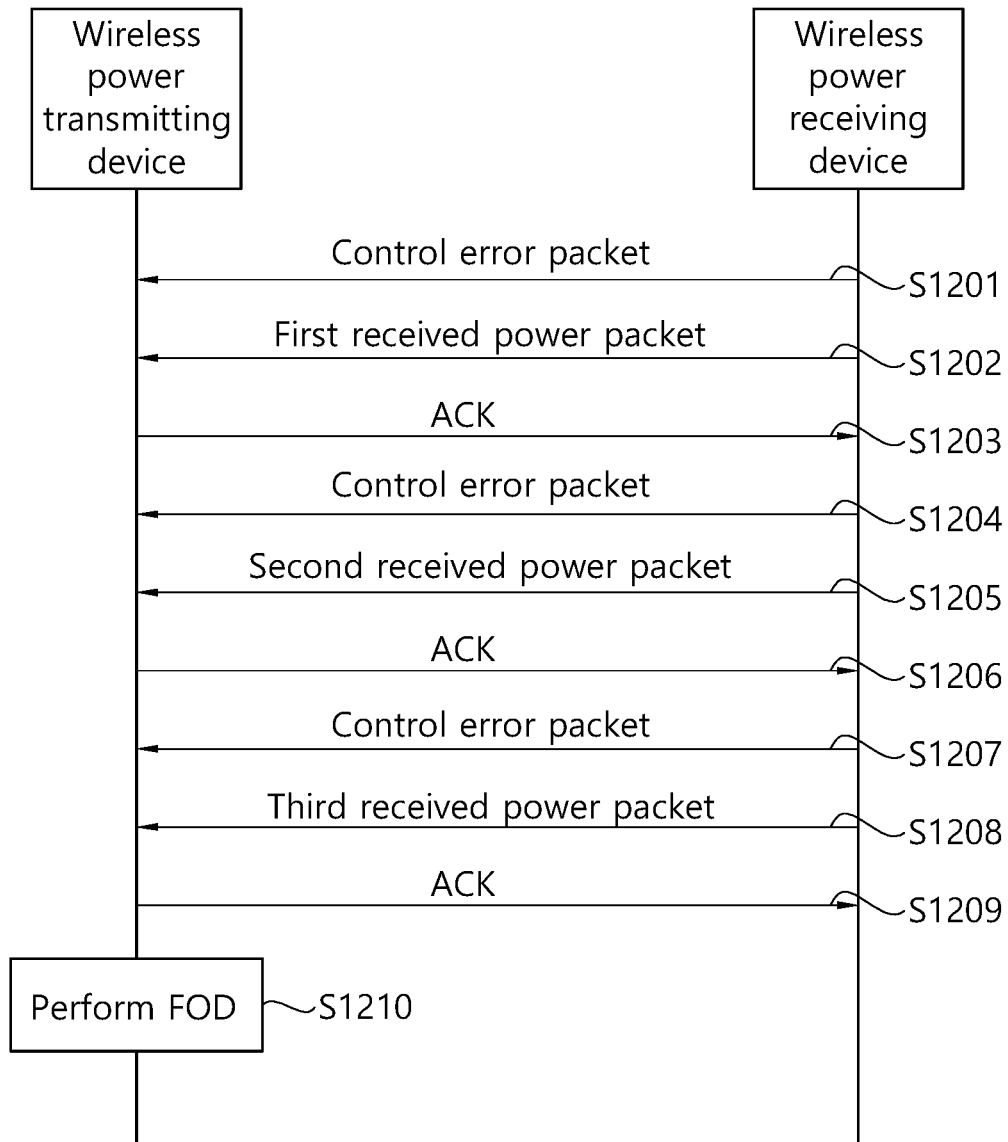 Wireless
power
transmitting
device
Wireless
power
receiving
device
Control error packet
S1201
First received power packet
S1202
ACK
S1203
Control error packet
S1204
Second received power packet
S1205
ACK
S1206
Control error packet
S1207
Third received power packet
S1208
ACK
S1209
Perform FOD
S1210